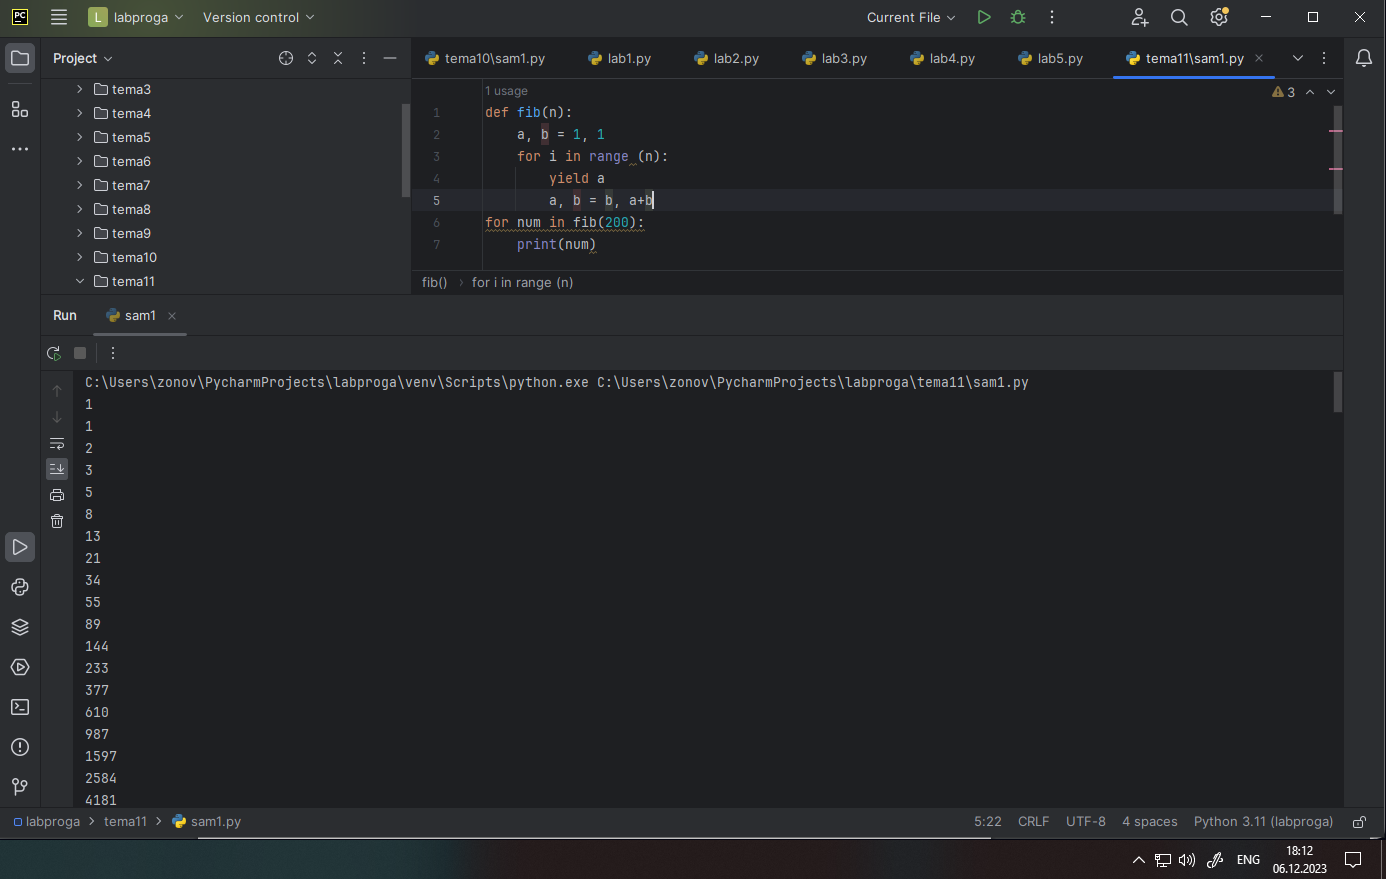 PC L labproga Version control Current File
Project tema10\sam1.py lab1.py lab2.py lab3.py lab4.py lab5.py tema11\sam1.py
tema3
tema4
tema5
tema6
tema7
tema8
tema9
tema10
tema11
1 usage
3
1 def fib(n):
2 a, b = 1, 1
3 for i in range (n):
4 yield a
5 a, b = b, a+b
6 for num in fib(200):
7 print(num)
fib() › for i in range (n)
Run sam1
C:\Users\zonov\PycharmProjects\labproga\venv\Scripts\python.exe C:\Users\zonov\PycharmProjects\labproga\tema11\sam1.py
1
1
2
3
5
8
13
21
34
55
89
144
233
377
610
987
1597
2584
4181
labproga > tema11 > sam1.py 5:22 CRLF UTF-8 4 spaces Python 3.11 (labproga)
ENG 18:12
06.12.2023